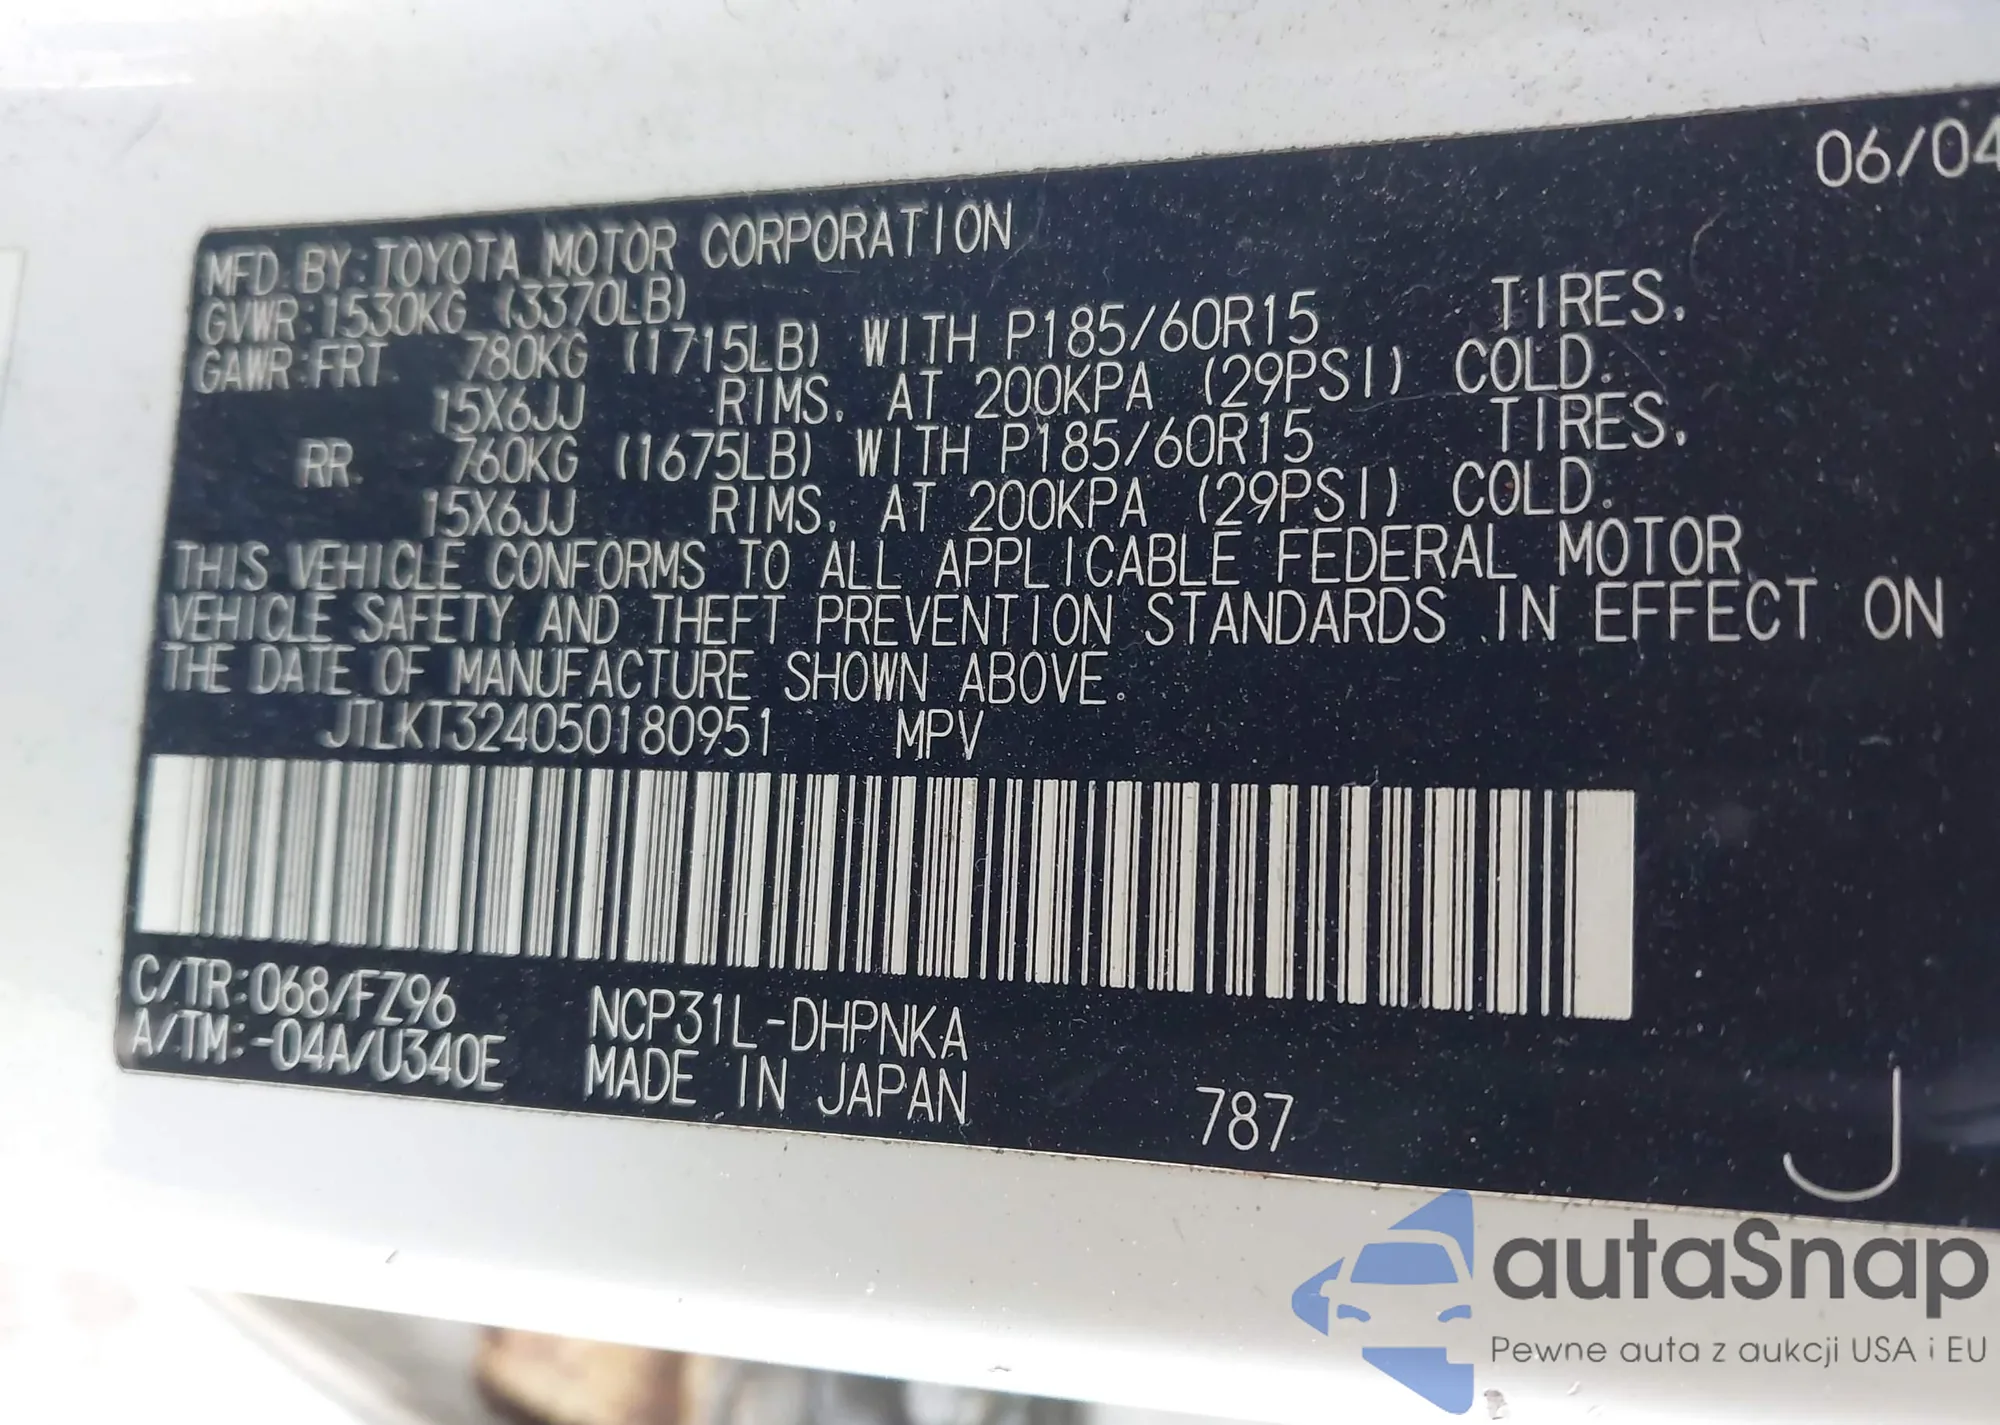 06/04
MFD BY: TOYOTA MOTOR CORPORATION
GVWR: 1530KG (3370LB)
GAWR: FRT 780KG (1715LB) WITH P185/60R15 TIRES,
15X6JJ RIMS, AT 200KPA (29PSI) COLD.
RR. 760KG (1675LB) WITH P185/60R15 TIRES,
15X6JJ RIMS, AT 200KPA (29PSI) COLD.
THIS VEHICLE CONFORMS TO ALL APPLICABLE FEDERAL MOTOR
VEHICLE SAFETY AND THEFT PREVENTION STANDARDS IN EFFECT ON
THE DATE OF MANUFACTURE SHOWN ABOVE.
JTLKT324050180951 MPV
C/TR:068/FZ96 NCP31L-DHPNKA
A/TM:-04A/U340E MADE IN JAPAN
787
J
autaSnap
Pewne auta z aukcji USA i EU